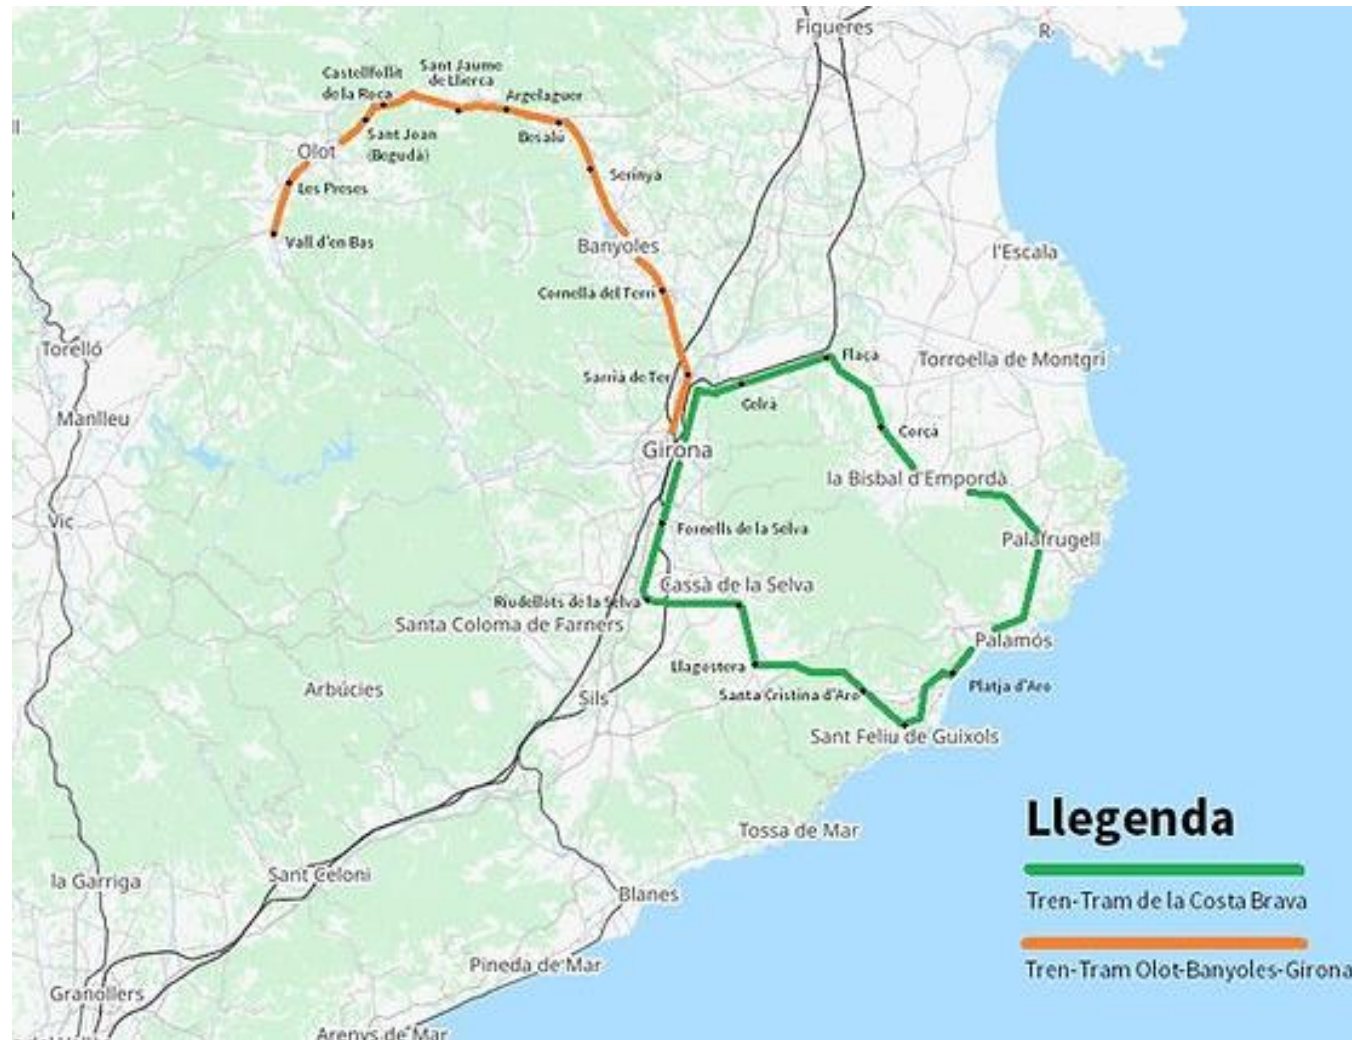 Figueres
R
Castellfollit
de la Roca
Sant Jaume
de Llierca
Argelaguer
Besalú
Sant Joan
(Begudà)
Olot
Les Preses
Serinyà
Vall d'en Bas
Banyoles
l'Escala
Cornellà del Terri
Torelló
Flaçà
Torroella de Montgrí
Sarrià de Ter
Celrà
Manlleu
Corçà
Girona
la Bisbal d'Empordà
Vic
Fornells de la Selva
Palafrugell
Cassà de la Selva
Riudellots de la Selva
Santa Coloma de Farners
Palamós
Llagostera
Platja d'Aro
Arbúcies
Santa Cristina d'Aro
Sils
Sant Feliu de Guíxols
Llegenda
Tossa de Mar
Sant Celoni
la Garriga
Blanes
Tren-Tram de la Costa Brava
Pineda de Mar
Tren-Tram Olot-Banyoles-Girona
Granollers
Arenys de Mar